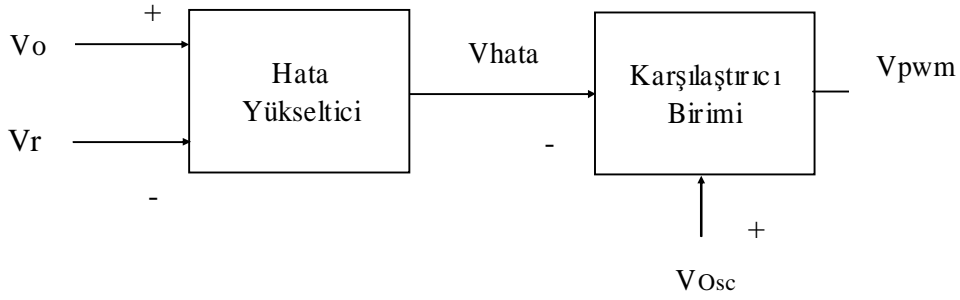 +
Vo
Hata
Yükseltici
Vhata
Karşılaştırıcı
Birimi
Vpwm
Vr
-
-
+
VOsc